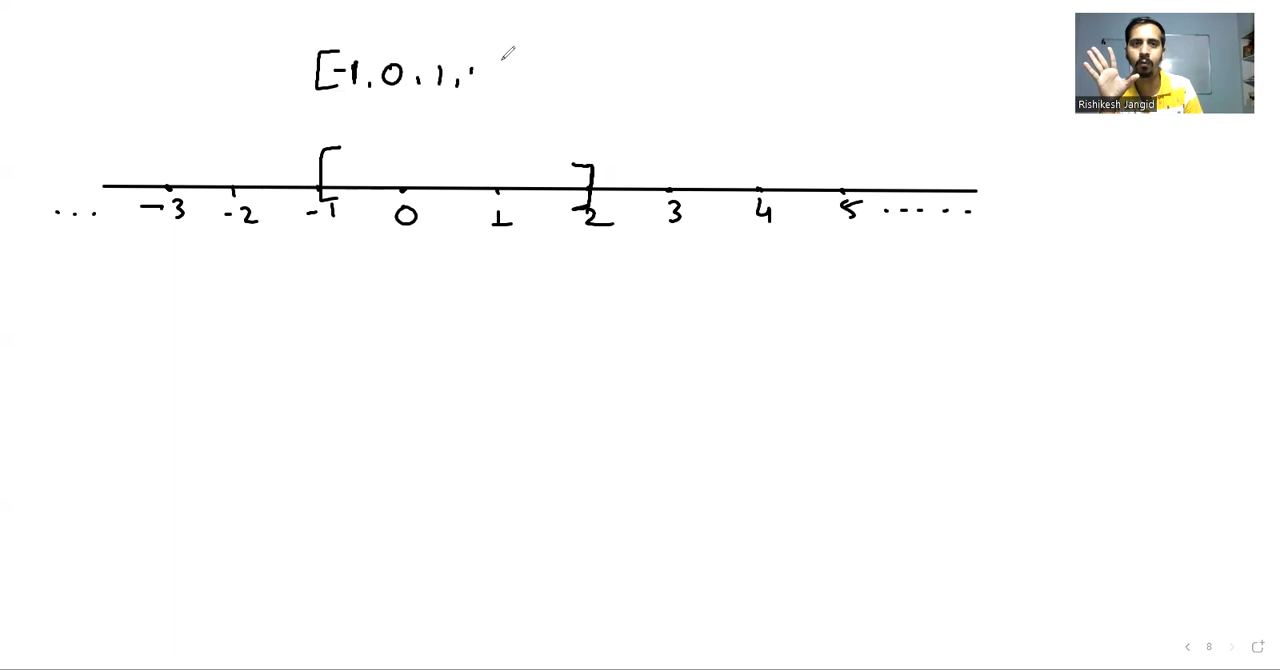 [-1, 0, 1,
Rishikesh Jangid
[ ]
... -3 -2 -1 0 1 2 3 4 5 .....
8